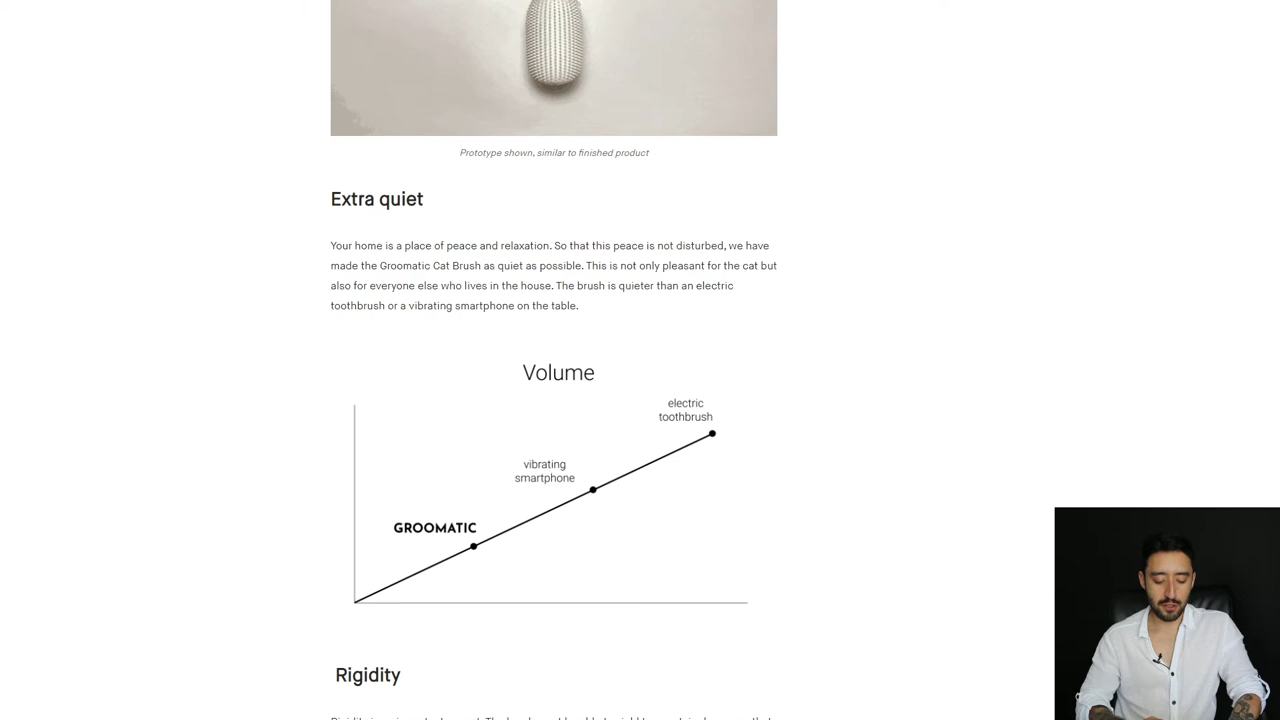 Prototype shown, similar to finished product
Extra quiet
Your home is a place of peace and relaxation. So that this peace is not disturbed, we have
made the Groomatic Cat Brush as quiet as possible. This is not only pleasant for the cat but
also for everyone else who lives in the house. The brush is quieter than an electric
toothbrush or a vibrating smartphone on the table.
Volume
electric
toothbrush
vibrating
smartphone
GROOMATIC
Rigidity